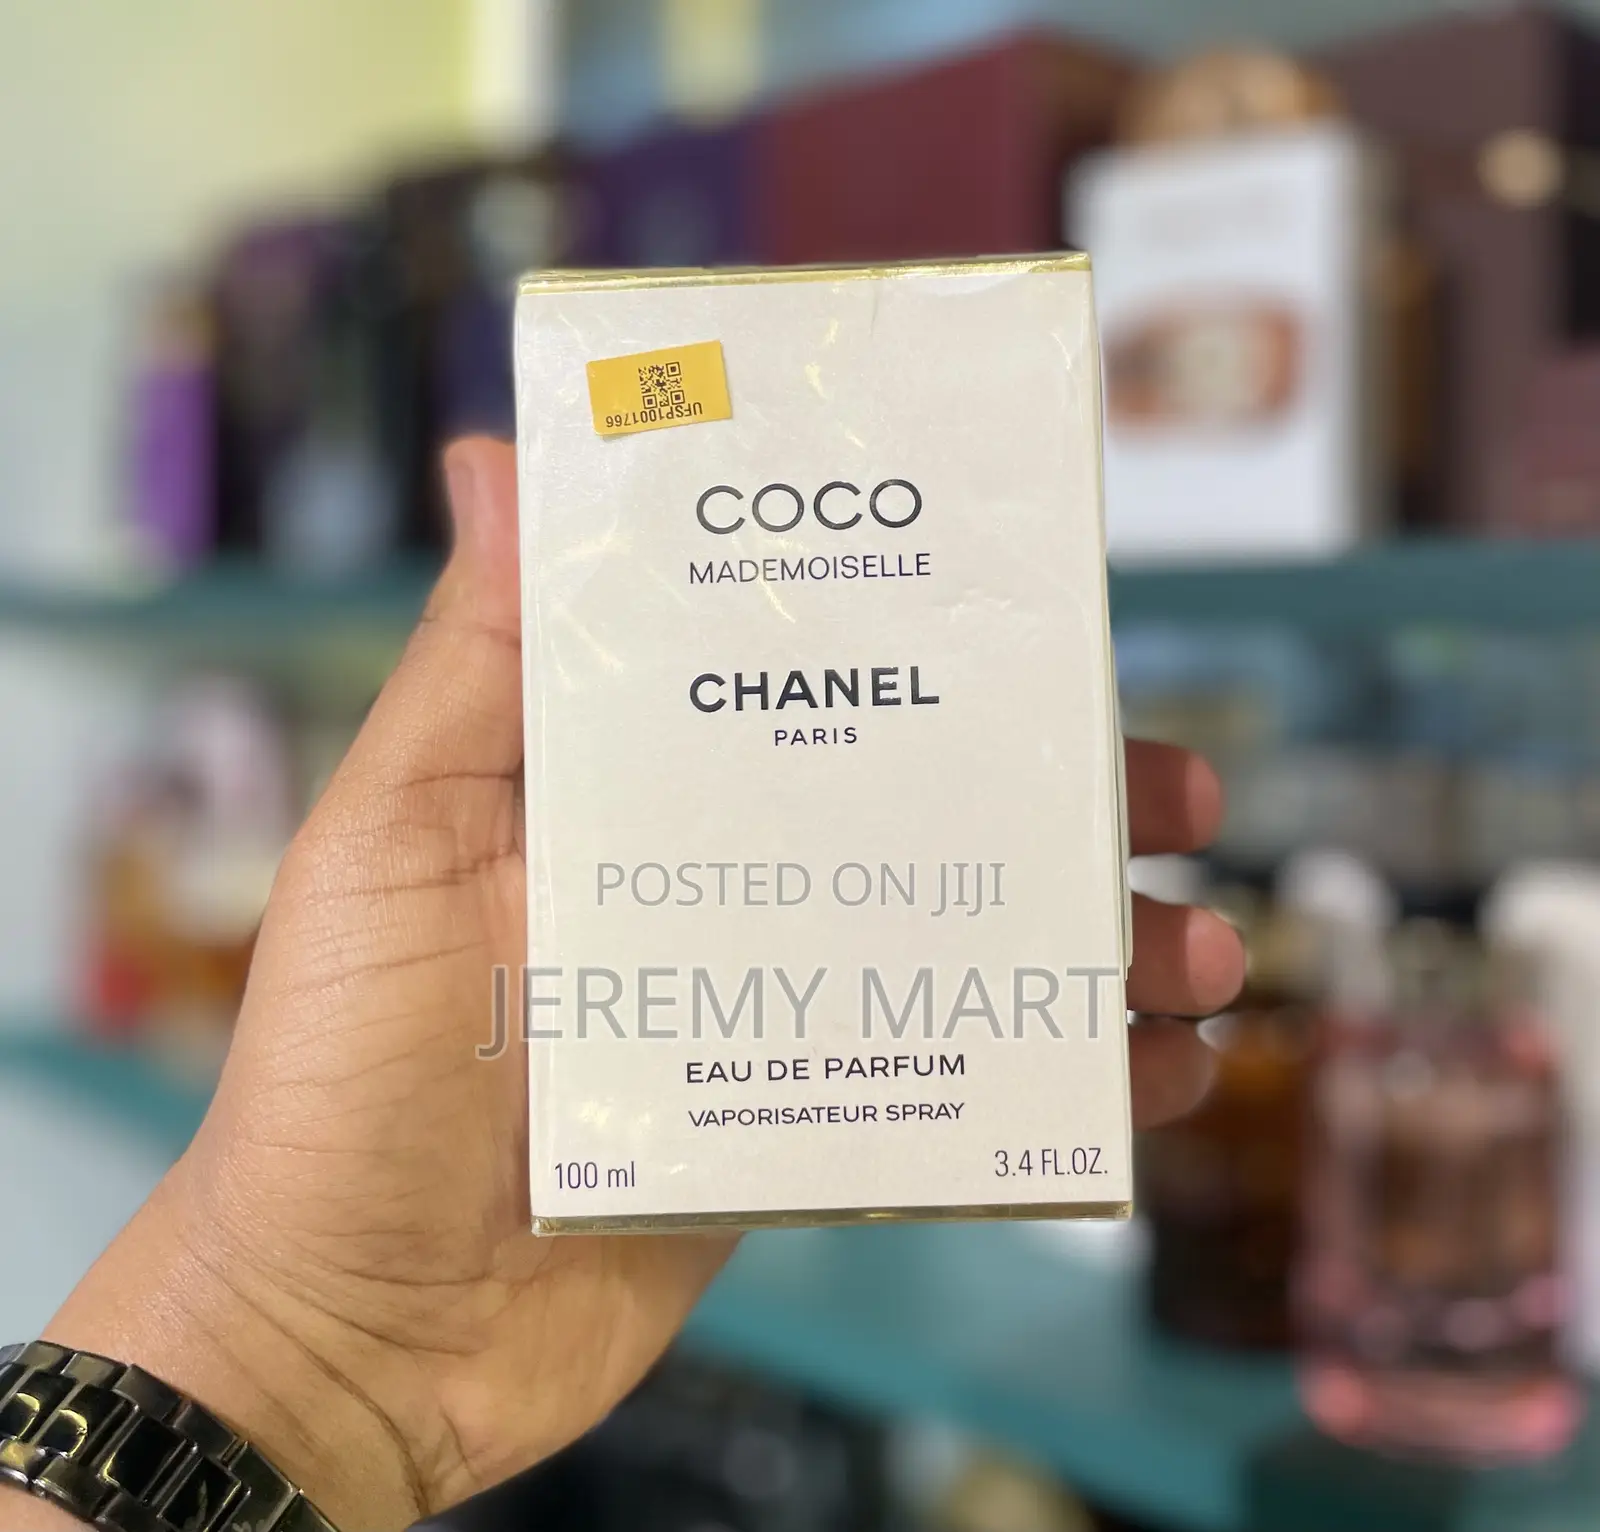 UFSP1001766
COCO
MADEMOISELLE
CHANEL
PARIS
POSTED ON JIJI
JEREMY MART
EAU DE PARFUM
VAPORISATEUR SPRAY
100 ml
3.4 FL.OZ.